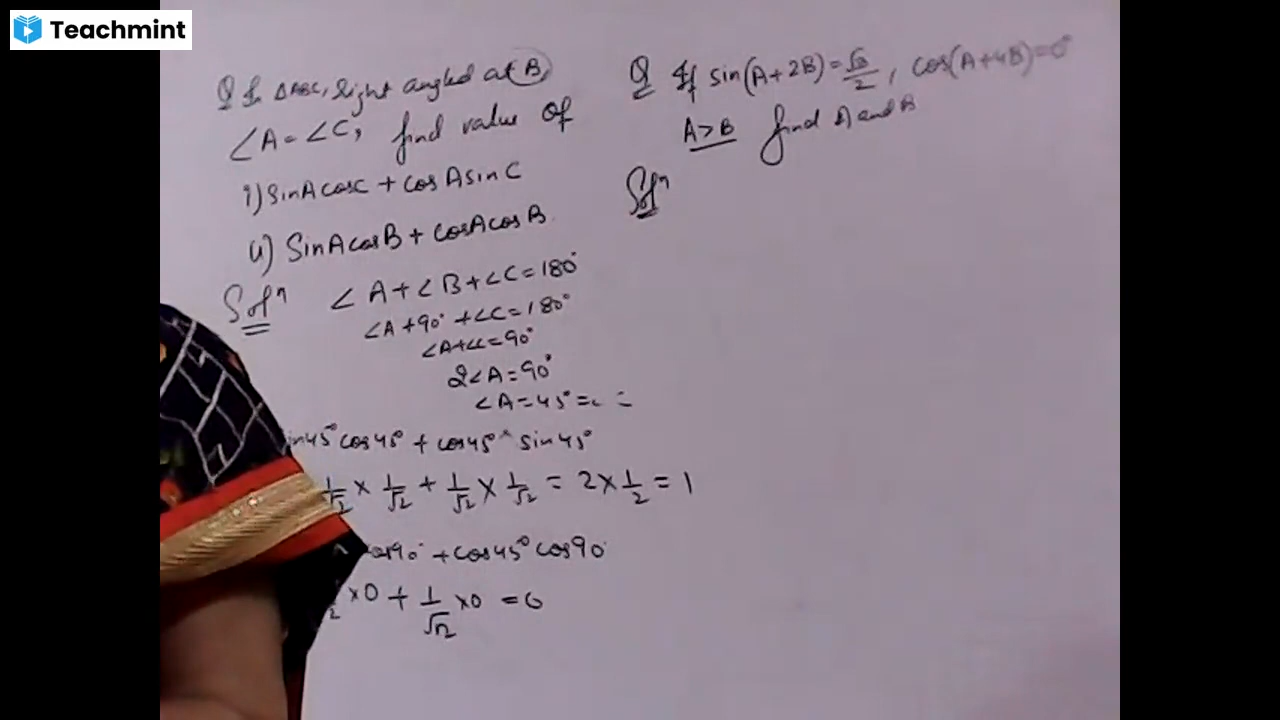 Teachmint
Q In ΔABC, right angled at B,
∠A = ∠C, find value of
i) SinA cosC + cosA sinC
ii) SinA cosB + cosA cosB.
Solⁿ ∠A + ∠B + ∠C = 180°
∠A + 90° + ∠C = 180°
∠A + ∠C = 90°
2∠A = 90°
∠A = 45° =
in45° cos45° + cos45° × sin45°
1/√2 × 1/√2 + 1/√2 × 1/√2 = 2 × 1/2 = 1
cos90° + cos45° cos90°
×0 + 1/√2 ×0 = 0
Q If sin(A+2B) = √3/2, cos(A+4B) = 0°
A>B find A and B
Solⁿ